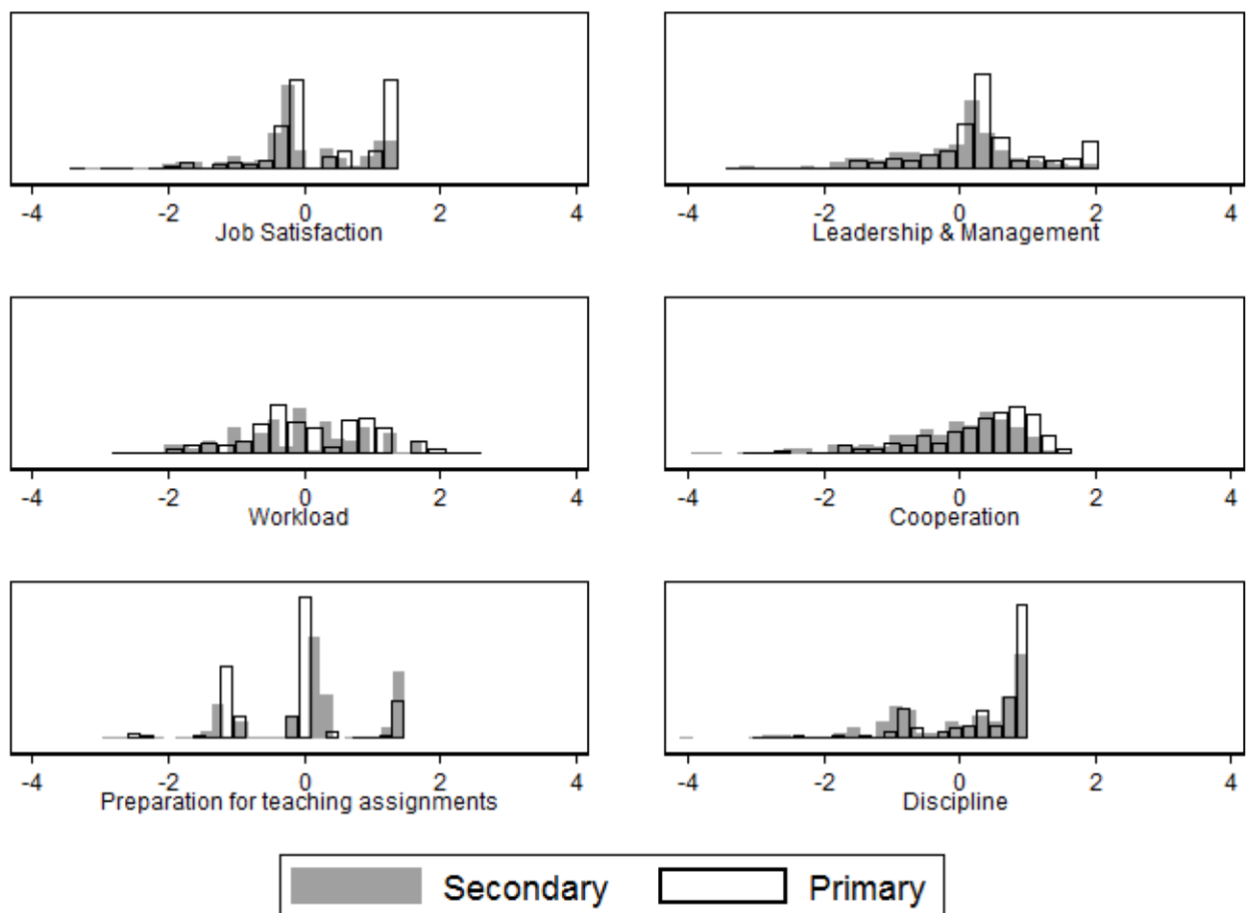 -4 -2 0 2 4
Job Satisfaction
-4 -2 0 2 4
Leadership & Management
-4 -2 0 2 4
Workload
-4 -2 0 2 4
Cooperation
-4 -2 0 2 4
Preparation for teaching assignments
-4 -2 0 2 4
Discipline
Secondary Primary